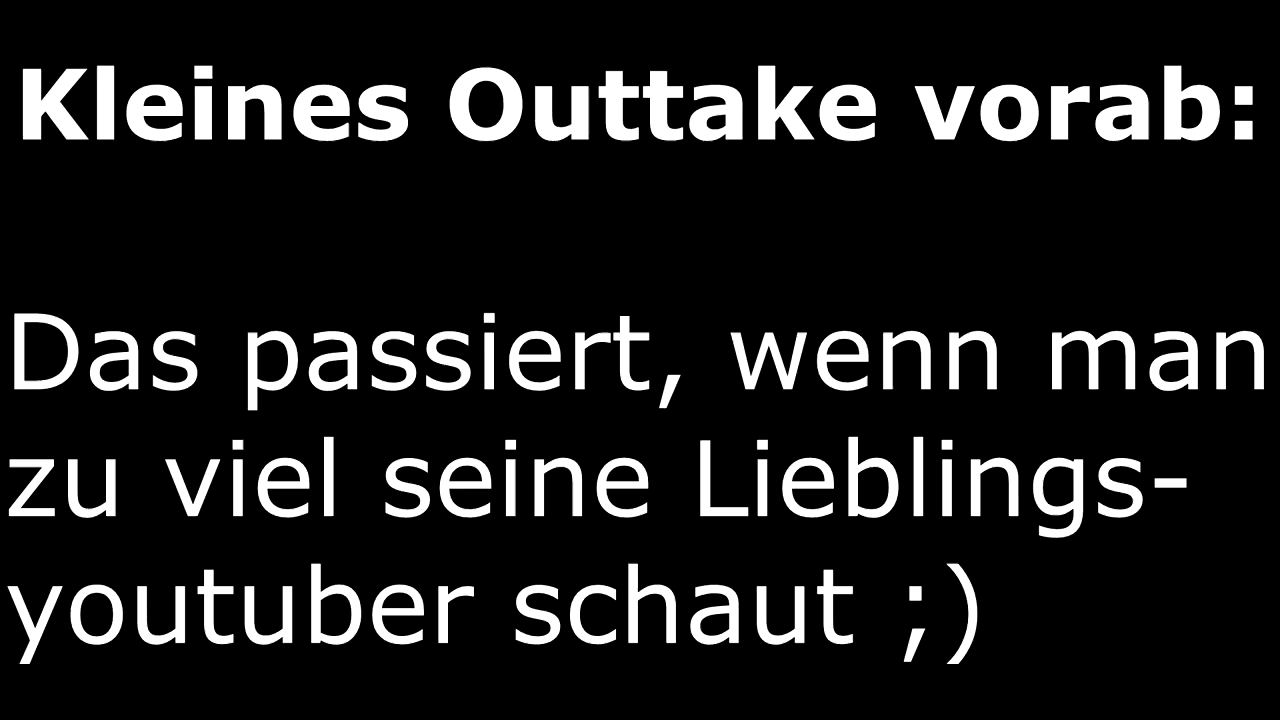 Kleines Outtake vorab:
Das passiert, wenn man
zu viel seine Lieblings-
youtuber schaut ;)